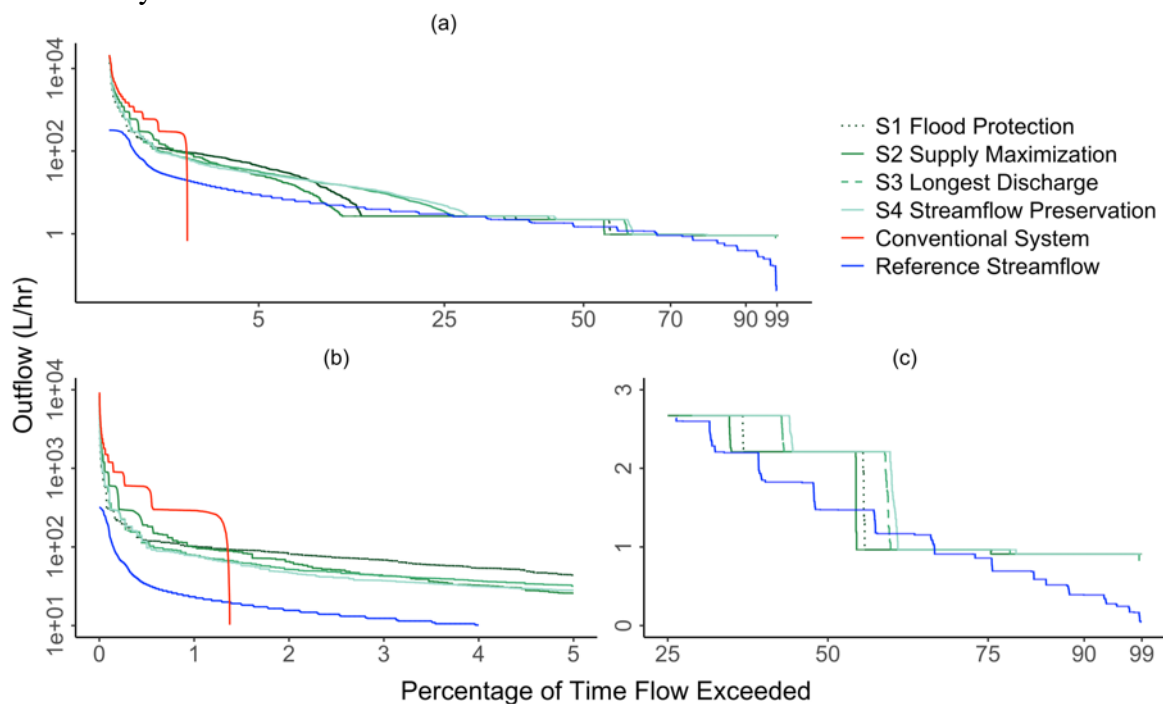 (a)
1e+04
1e+02
1
5
25
50
70
90 99
S1 Flood Protection
S2 Supply Maximization
S3 Longest Discharge
S4 Streamflow Preservation
Conventional System
Reference Streamflow
Outflow (L/hr)
(b)
1e+04
1e+03
1e+02
1e+01
0
1
2
3
4
5
(c)
3
2
1
0
25
50
75
90
99
Percentage of Time Flow Exceeded